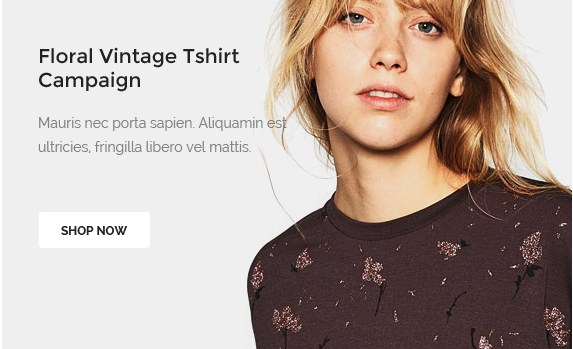 Floral Vintage Tshirt
Campaign
Mauris nec porta sapien. Aliquamin est
ultricies, fringilla libero vel mattis.
SHOP NOW